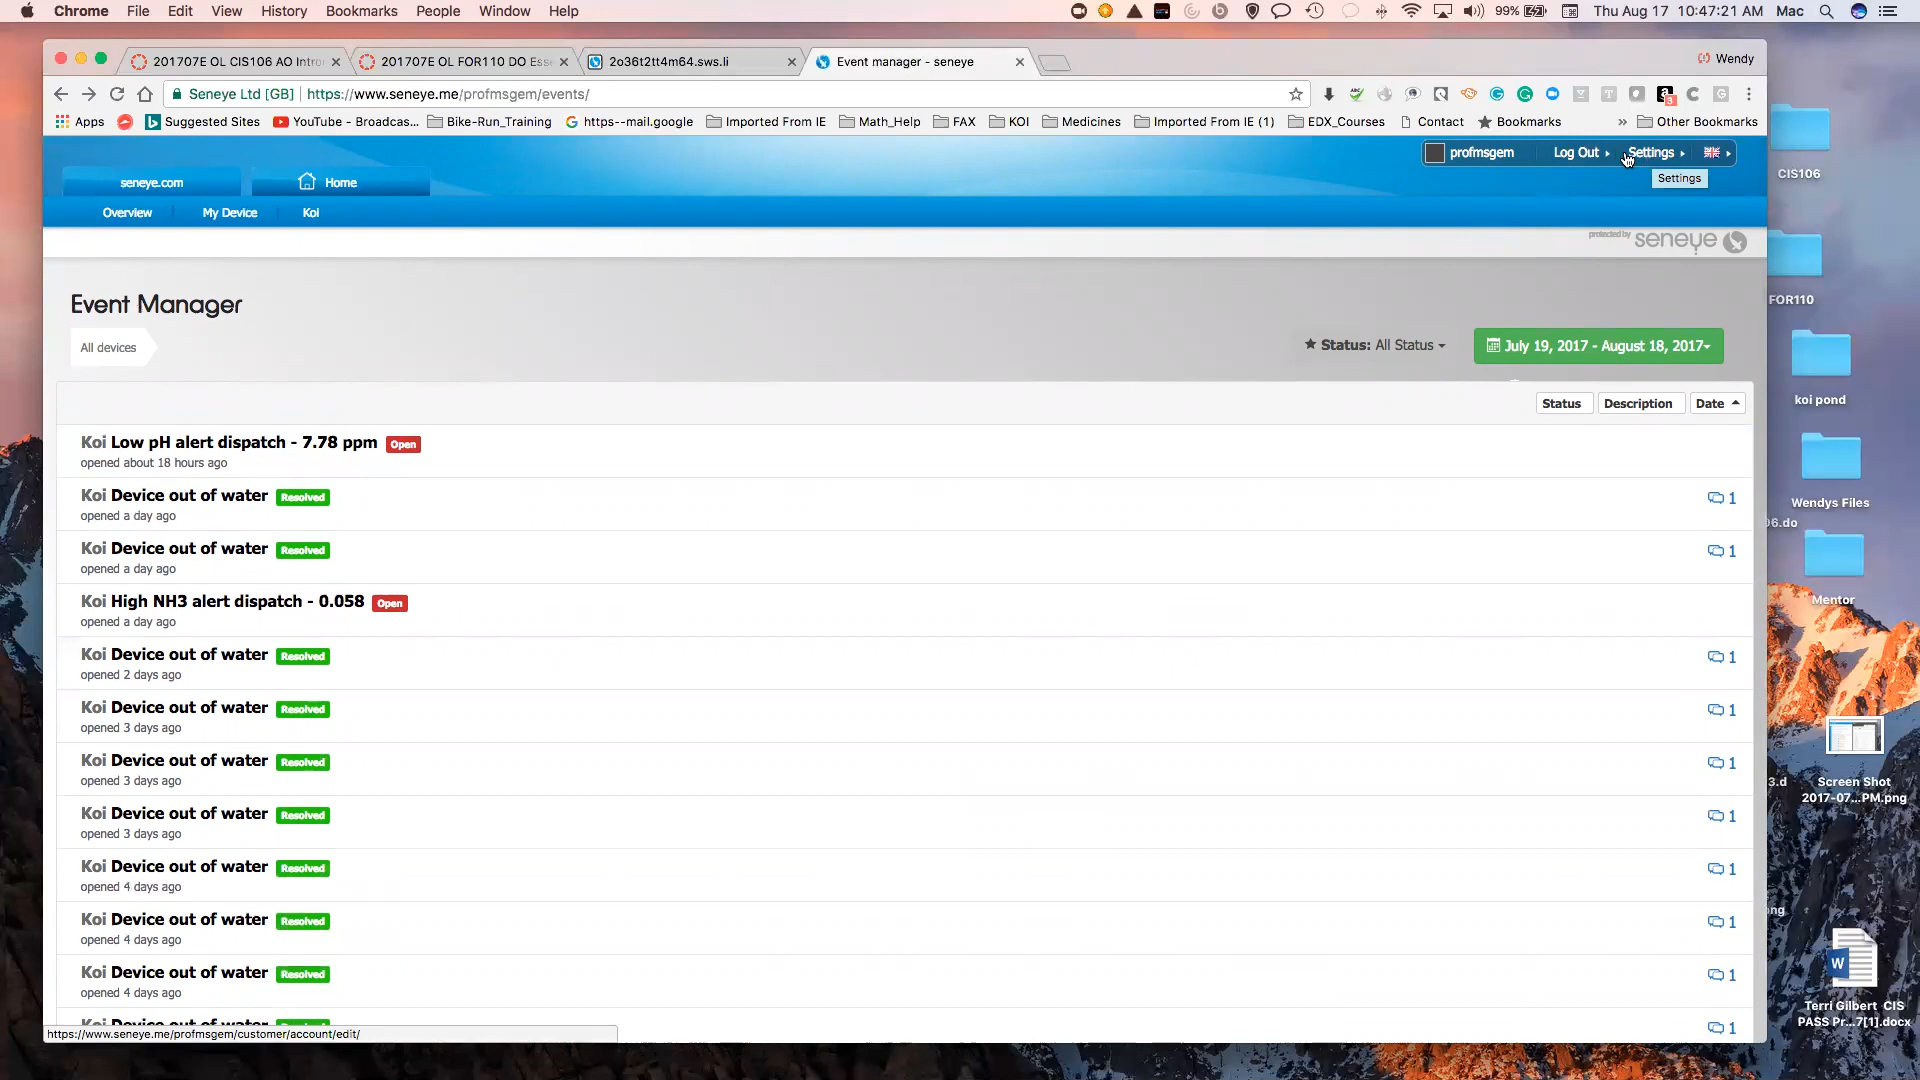 Chrome File Edit View History Bookmarks People Window Help 99% Thu Aug 17 10:47:21 AM Mac
201707E OL CIS106 AO Intro 201707E OL FOR110 DO Ess 2o36t2tt4m64.sws.li Event manager - seneye Wendy
Seneye Ltd [GB] https://www.seneye.me/profmsgem/events/ 3
Apps Suggested Sites YouTube - Broadcas... Bike-Run_Training https--mail.google Imported From IE Math_Help FAX KOI Medicines Imported From IE (1) EDX_Courses Contact Bookmarks » Other Bookmarks
profmsgem Log Out Settings
Settings
seneye.com Home
Overview My Device Koi
protected by seneye
Event Manager
All devices
Status: All Status July 19, 2017 - August 18, 2017
Status Description Date
Koi Low pH alert dispatch - 7.78 ppm Open
opened about 18 hours ago
Koi Device out of water Resolved 1
opened a day ago
Koi Device out of water Resolved 1
opened a day ago
Koi High NH3 alert dispatch - 0.058 Open
opened a day ago
Koi Device out of water Resolved 1
opened 2 days ago
Koi Device out of water Resolved 1
opened 3 days ago
Koi Device out of water Resolved 1
opened 3 days ago
Koi Device out of water Resolved 1
opened 3 days ago
Koi Device out of water Resolved 1
opened 4 days ago
Koi Device out of water Resolved 1
opened 4 days ago
Koi Device out of water Resolved 1
opened 4 days ago
Koi Device out of water 1
https://www.seneye.me/profmsgem/customer/account/edit/
CIS106
FOR110
koi pond
Wendys Files
06.do
Mentor
3.d
Screen Shot
2017-07...PM.png
ng
W
Terri Gilbert CIS
PASS Pr...7[1].docx